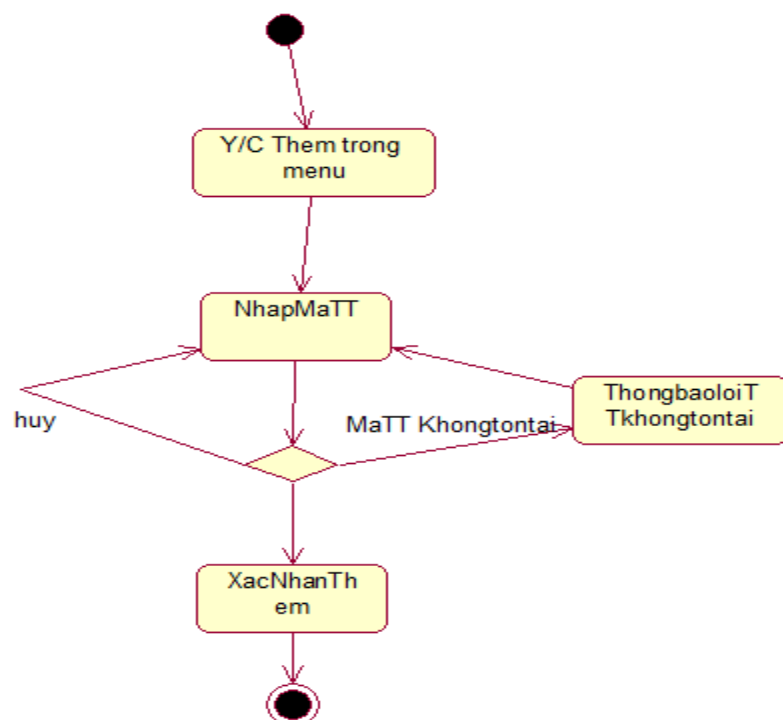 Y/C Them trong
menu
NhapMaTT
huy
MaTT Khongtontai
ThongbaoloiT
Tkhongtontai
XacNhanTh
em